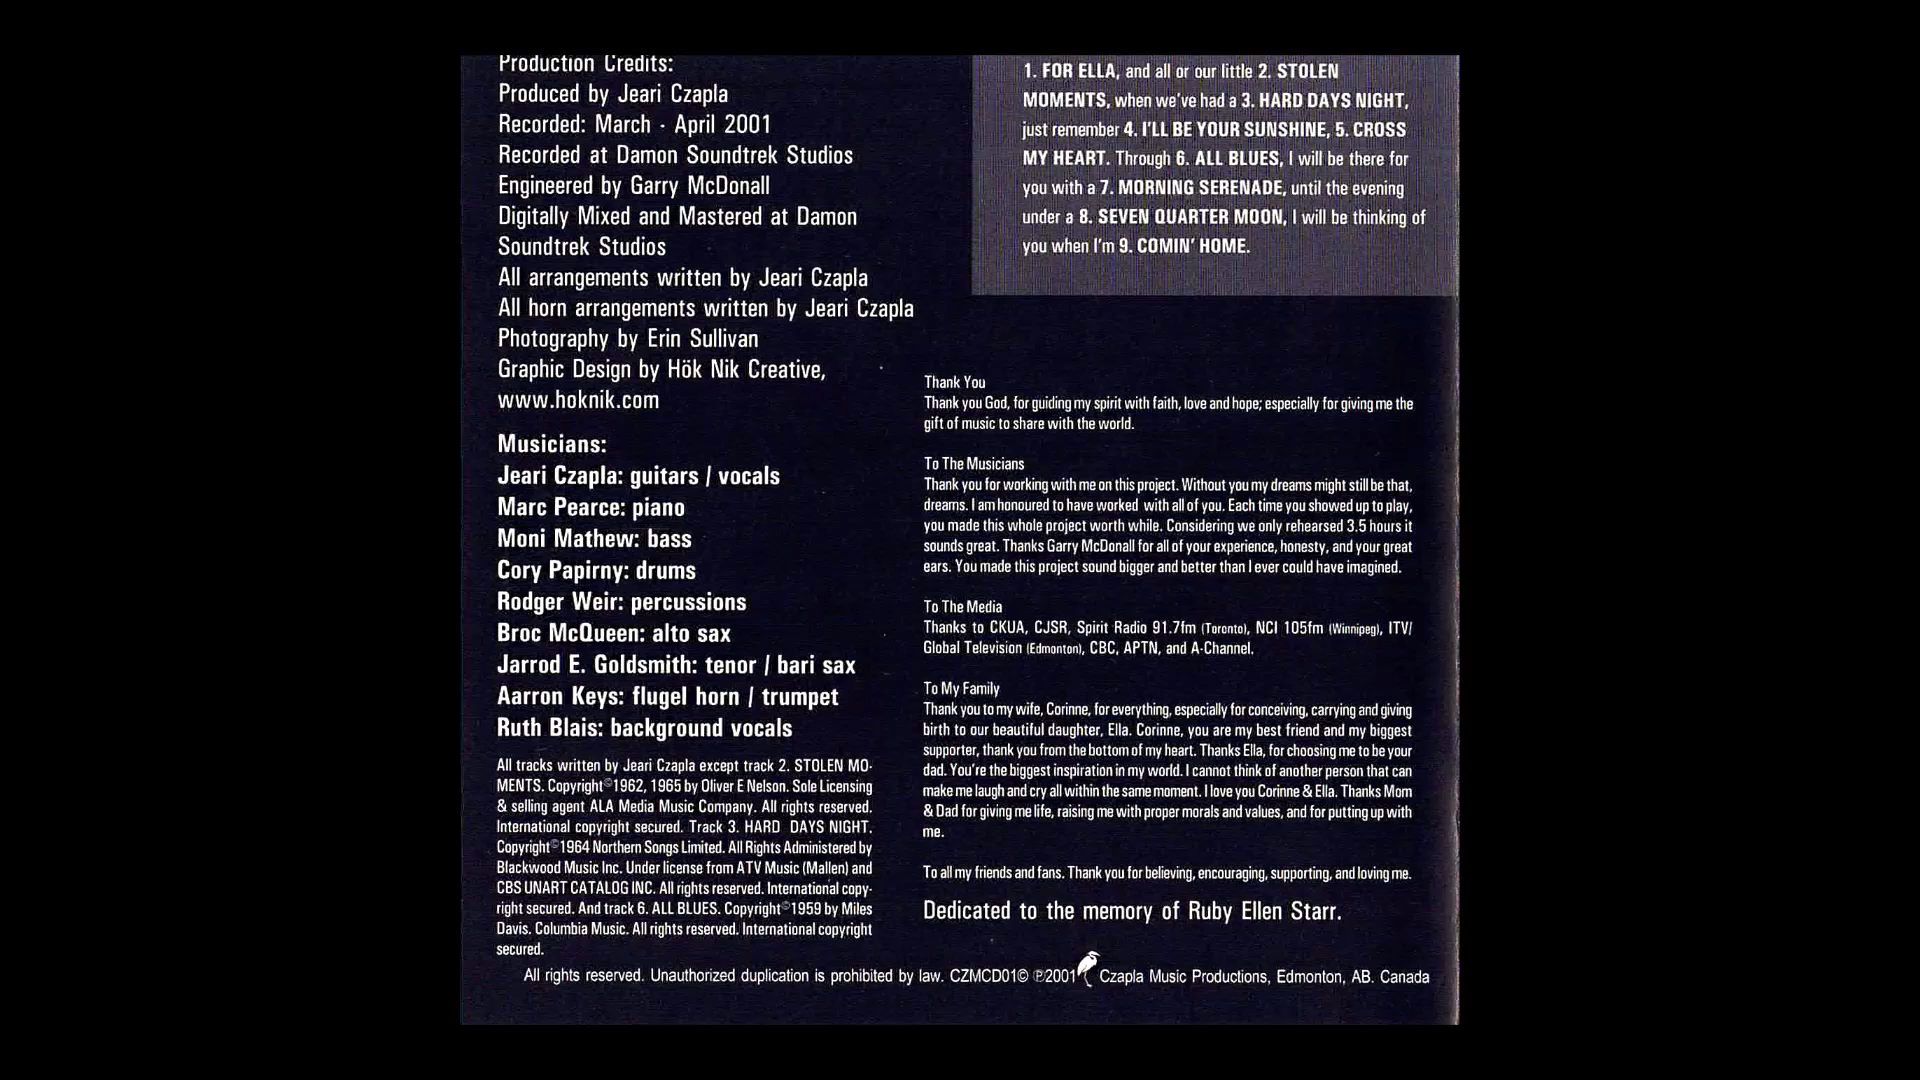 Production Credits:
Produced by Jeari Czapla
Recorded: March - April 2001
Recorded at Damon Soundtrek Studios
Engineered by Garry McDonall
Digitally Mixed and Mastered at Damon
Soundtrek Studios
All arrangements written by Jeari Czapla
All horn arrangements written by Jeari Czapla
Photography by Erin Sullivan
Graphic Design by Hök Nik Creative,
www.hoknik.com
Musicians:
Jeari Czapla: guitars / vocals
Marc Pearce: piano
Moni Mathew: bass
Cory Papirny: drums
Rodger Weir: percussions
Broc McQueen: alto sax
Jarrod E. Goldsmith: tenor / bari sax
Aarron Keys: flugel horn / trumpet
Ruth Blais: background vocals
All tracks written by Jeari Czapla except track 2. STOLEN MO-
MENTS. Copyright©1962, 1965 by Oliver E Nelson. Sole Licensing
& selling agent ALA Media Music Company. All rights reserved.
International copyright secured. Track 3. HARD DAYS NIGHT.
Copyright©1964 Northern Songs Limited. All Rights Administered by
Blackwood Music Inc. Under license from ATV Music (Mallen) and
CBS UNART CATALOG INC. All rights reserved. International copy-
right secured. And track 6. ALL BLUES. Copyright©1959 by Miles
Davis. Columbia Music. All rights reserved. International copyright
secured.
1. FOR ELLA, and all or our little 2. STOLEN
MOMENTS, when we've had a 3. HARD DAYS NIGHT,
just remember 4. I'LL BE YOUR SUNSHINE, 5. CROSS
MY HEART. Through 6. ALL BLUES, I will be there for
you with a 7. MORNING SERENADE, until the evening
under a 8. SEVEN QUARTER MOON, I will be thinking of
you when I'm 9. COMIN' HOME.
Thank You
Thank you God, for guiding my spirit with faith, love and hope; especially for giving me the
gift of music to share with the world.
To The Musicians
Thank you for working with me on this project. Without you my dreams might still be that,
dreams. I am honoured to have worked with all of you. Each time you showed up to play,
you made this whole project worth while. Considering we only rehearsed 3.5 hours it
sounds great. Thanks Garry McDonall for all of your experience, honesty, and your great
ears. You made this project sound bigger and better than I ever could have imagined.
To The Media
Thanks to CKUA, CJSR, Spirit Radio 91.7fm (Toronto), NCI 105fm (Winnipeg), ITV/
Global Television (Edmonton), CBC, APTN, and A-Channel.
To My Family
Thank you to my wife, Corinne, for everything, especially for conceiving, carrying and giving
birth to our beautiful daughter, Ella. Corinne, you are my best friend and my biggest
supporter, thank you from the bottom of my heart. Thanks Ella, for choosing me to be your
dad. You're the biggest inspiration in my world. I cannot think of another person that can
make me laugh and cry all within the same moment. I love you Corinne & Ella. Thanks Mom
& Dad for giving me life, raising me with proper morals and values, and for putting up with
me.
To all my friends and fans. Thank you for believing, encouraging, supporting, and loving me.
Dedicated to the memory of Ruby Ellen Starr.
All rights reserved. Unauthorized duplication is prohibited by law. CZMCD01© ℗2001 Czapla Music Productions, Edmonton, AB. Canada